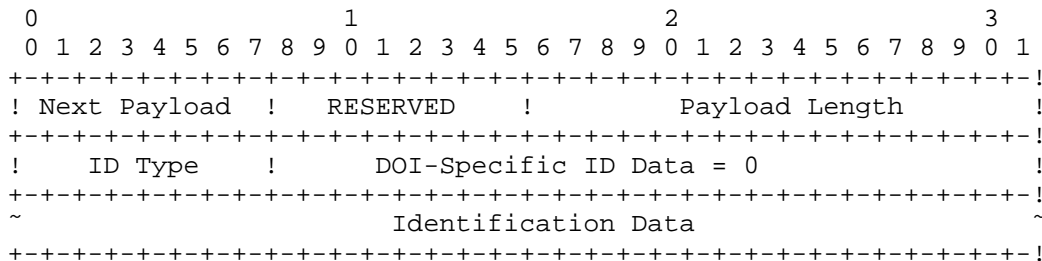 0                   1                   2                   3
 0 1 2 3 4 5 6 7 8 9 0 1 2 3 4 5 6 7 8 9 0 1 2 3 4 5 6 7 8 9 0 1
+-+-+-+-+-+-+-+-+-+-+-+-+-+-+-+-+-+-+-+-+-+-+-+-+-+-+-+-+-+-+-+-!
! Next Payload  !   RESERVED    !         Payload Length        !
+-+-+-+-+-+-+-+-+-+-+-+-+-+-+-+-+-+-+-+-+-+-+-+-+-+-+-+-+-+-+-+-!
!    ID Type    !      DOI-Specific ID Data = 0                 !
+-+-+-+-+-+-+-+-+-+-+-+-+-+-+-+-+-+-+-+-+-+-+-+-+-+-+-+-+-+-+-+-!
~                       Identification Data                     ~
+-+-+-+-+-+-+-+-+-+-+-+-+-+-+-+-+-+-+-+-+-+-+-+-+-+-+-+-+-+-+-+-!